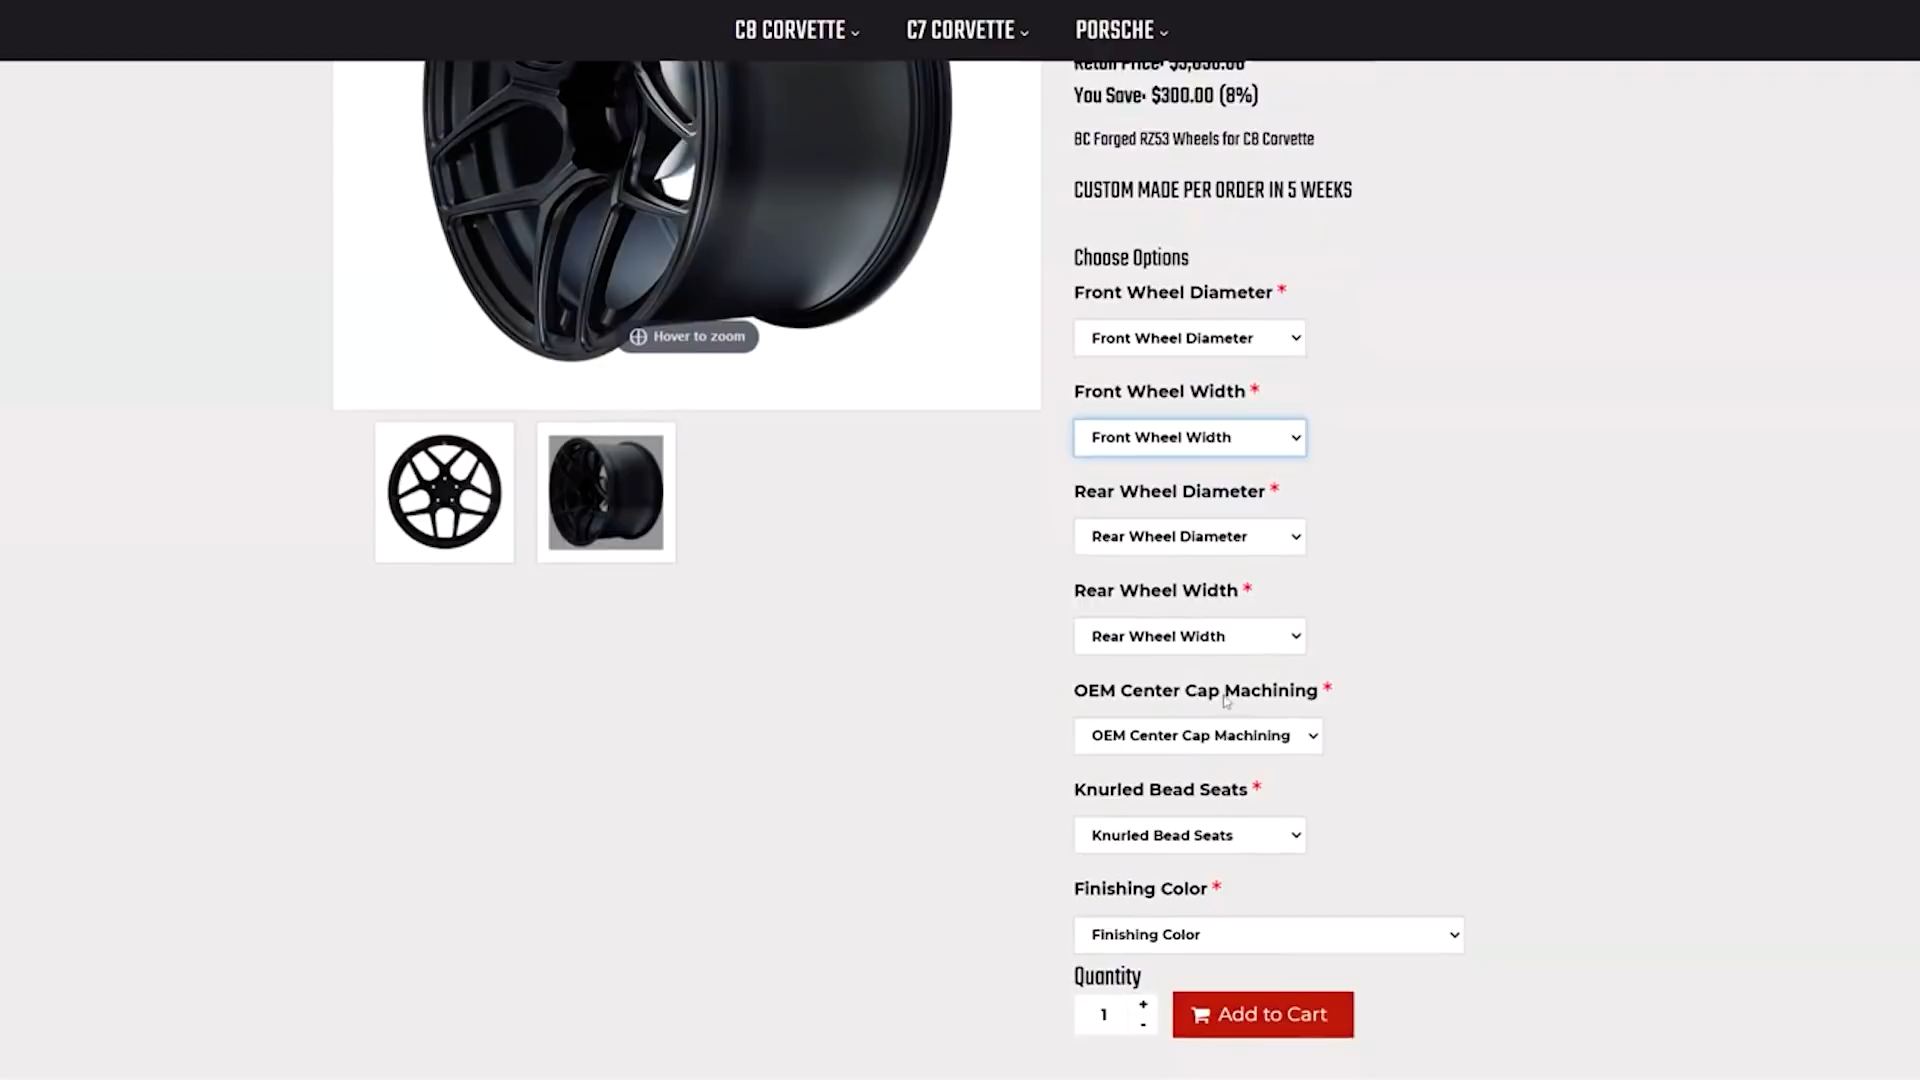 C8 CORVETTE
C7 CORVETTE
PORSCHE
You Save: $300.00 (8%)
BC Forged RZ53 Wheels for C8 Corvette
CUSTOM MADE PER ORDER IN 5 WEEKS
Choose Options
Front Wheel Diameter *
Front Wheel Diameter
Hover to zoom
Front Wheel Width *
Front Wheel Width
Rear Wheel Diameter *
Rear Wheel Diameter
Rear Wheel Width *
Rear Wheel Width
OEM Center Cap Machining *
OEM Center Cap Machining
Knurled Bead Seats *
Knurled Bead Seats
Finishing Color *
Finishing Color
Quantity
1
+
-
Add to Cart